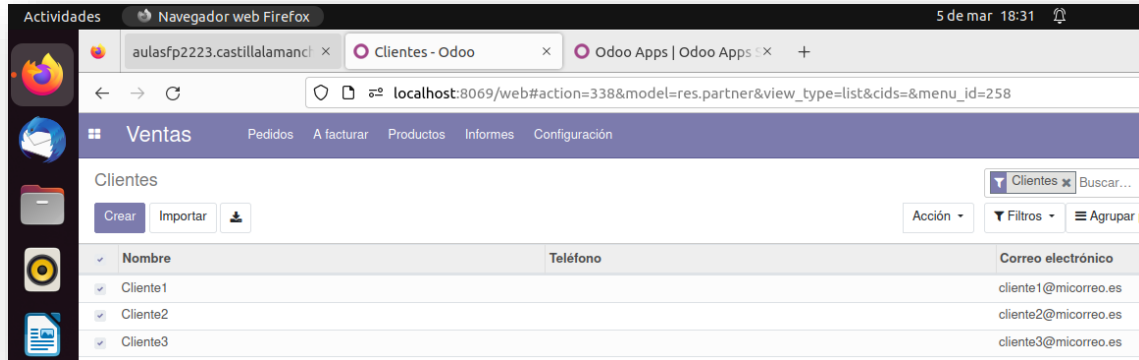 Actividades Navegador web Firefox 5 de mar 18:31
aulasfp2223.castillalamanch × Clientes - Odoo × Odoo Apps | Odoo Apps S × +
localhost:8069/web#action=338&model=res.partner&view_type=list&cids=&menu_id=258
Ventas Pedidos A facturar Productos Informes Configuración
Clientes Clientes × Buscar...
Crear Importar Acción Filtros Agrupar
Nombre Teléfono Correo electrónico
Cliente1 cliente1@micorreo.es
Cliente2 cliente2@micorreo.es
Cliente3 cliente3@micorreo.es